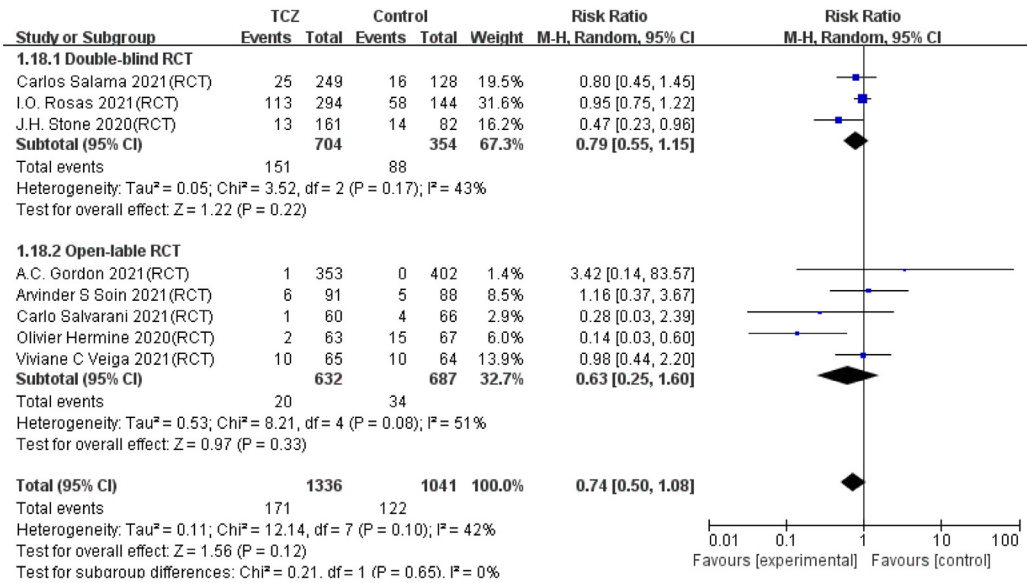 TCZ Control Risk Ratio Risk Ratio
Study or Subgroup Events Total Events Total Weight M-H, Random, 95% CI M-H, Random, 95% CI
1.18.1 Double-blind RCT
Carlos Salama 2021(RCT) 25 249 16 128 19.5% 0.80 [0.45, 1.45]
I.O. Rosas 2021(RCT) 113 294 58 144 31.6% 0.95 [0.75, 1.22]
J.H. Stone 2020(RCT) 13 161 14 82 16.2% 0.47 [0.23, 0.96]
Subtotal (95% CI) 704 354 67.3% 0.79 [0.55, 1.15]
Total events 151 88
Heterogeneity: Tau² = 0.05; Chi² = 3.52, df = 2 (P = 0.17); I² = 43%
Test for overall effect: Z = 1.22 (P = 0.22)
1.18.2 Open-lable RCT
A.C. Gordon 2021(RCT) 1 353 0 402 1.4% 3.42 [0.14, 83.57]
Arvinder S Soin 2021(RCT) 6 91 5 88 8.5% 1.16 [0.37, 3.67]
Carlo Salvarani 2021(RCT) 1 60 4 66 2.9% 0.28 [0.03, 2.39]
Olivier Hermine 2020(RCT) 2 63 15 67 6.0% 0.14 [0.03, 0.60]
Viviane C Veiga 2021(RCT) 10 65 10 64 13.9% 0.98 [0.44, 2.20]
Subtotal (95% CI) 632 687 32.7% 0.63 [0.25, 1.60]
Total events 20 34
Heterogeneity: Tau² = 0.53; Chi² = 8.21, df = 4 (P = 0.08); I² = 51%
Test for overall effect: Z = 0.97 (P = 0.33)
Total (95% CI) 1336 1041 100.0% 0.74 [0.50, 1.08]
Total events 171 122
Heterogeneity: Tau² = 0.11; Chi² = 12.14, df = 7 (P = 0.10); I² = 42%
Test for overall effect: Z = 1.56 (P = 0.12)
Test for subgroup differences: Chi² = 0.21, df = 1 (P = 0.65), I² = 0%
0.01 0.1 1 10 100
Favours [experimental] Favours [control]